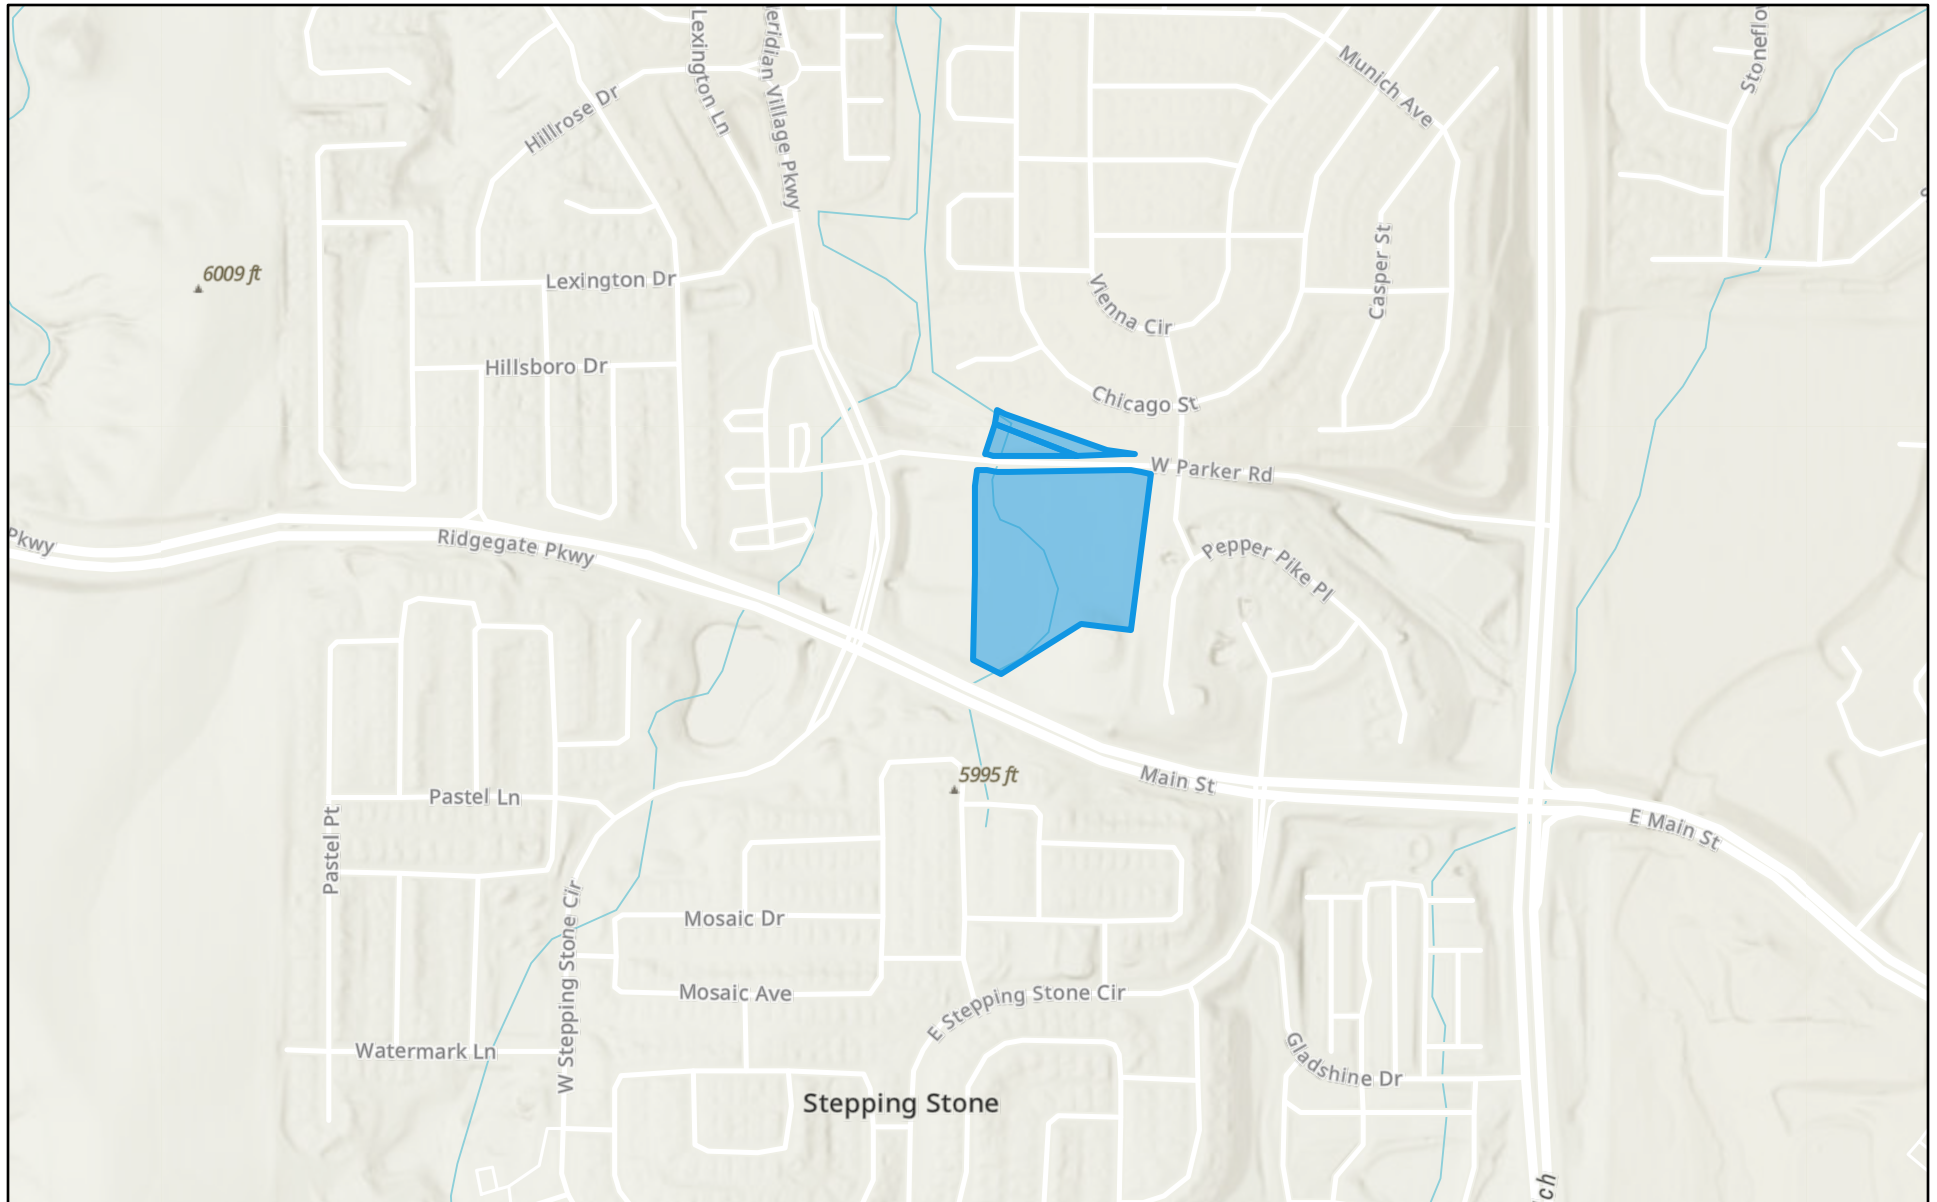 Lexington Ln
eridian Village Pkwy
Hillrose Dr
Munich Ave
Stoneflo
6009 ft
Lexington Dr
Casper St
Vienna Cir
Hillsboro Dr
Chicago St
W Parker Rd
Pkwy
Ridgegate Pkwy
Pepper Pike Pl
5995 ft
Main St
E Main St
Pastel Ln
Pastel Pt
Mosaic Dr
W Stepping Stone Cir
Mosaic Ave
E Stepping Stone Cir
Watermark Ln
Gladshine Dr
Stepping Stone
ch